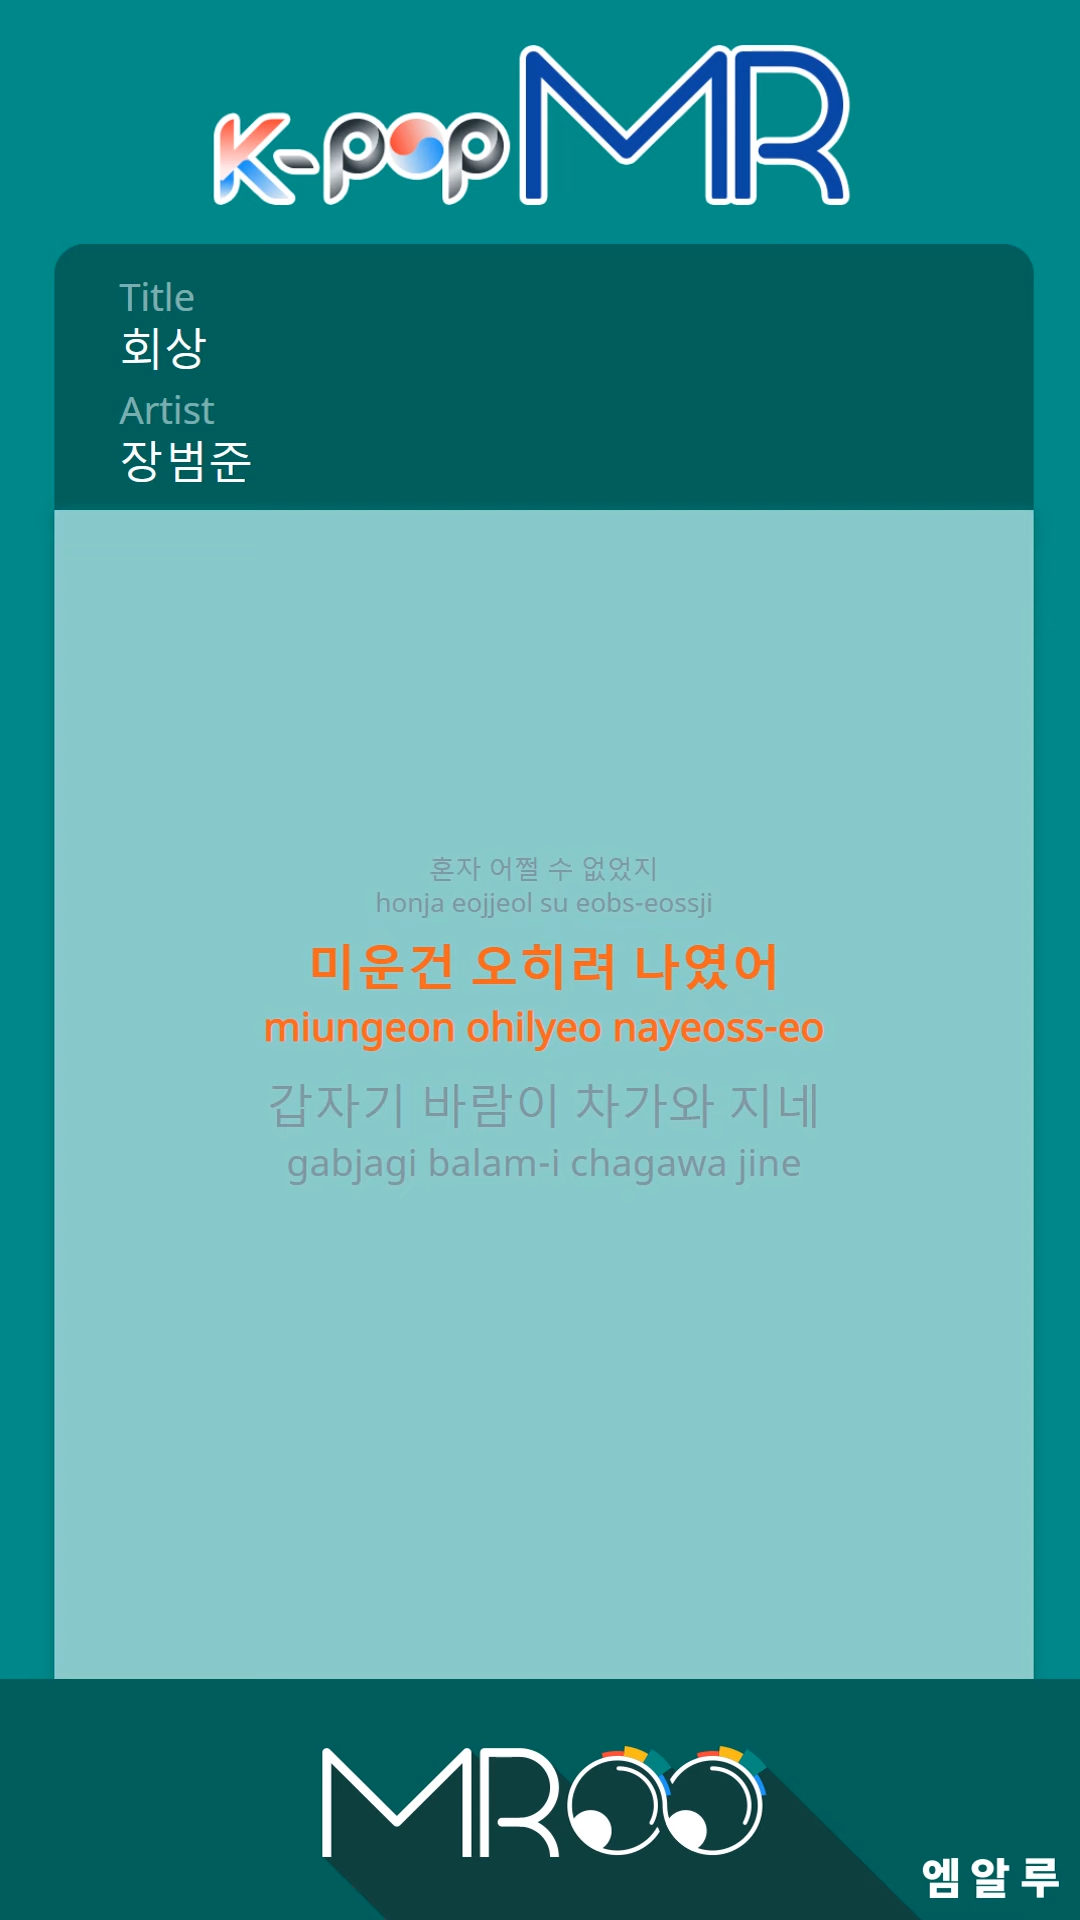 K-pop MR
Title
회상
Artist
장범준
혼자 어쩔 수 없었지
honja eojjeol su eobs-eossji
미운건 오히려 나였어
miungeon ohilyeo nayeoss-eo
갑자기 바람이 차가와 지네
gabjagi balam-i chagawa jine
MROO
엠알루